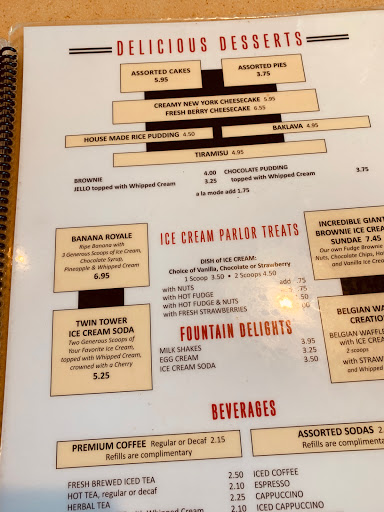 DELICIOUS DESSERTS
ASSORTED CAKES
5.95
ASSORTED PIES
3.75
CREAMY NEW YORK CHEESECAKE 5.95
FRESH BERRY CHEESECAKE 6.55
HOUSE MADE RICE PUDDING 4.50
BAKLAVA 4.95
TIRAMISU 4.95
BROWNIE 4.00
JELLO topped with Whipped Cream 3.25
CHOCOLATE PUDDING
topped with Whipped Cream 3.75
a la mode add 1.75
BANANA ROYALE
Ripe Banana with
3 Generous Scoops of Ice Cream,
Chocolate Syrup,
Pineapple & Whipped Cream
6.95
TWIN TOWER
ICE CREAM SODA
Two Generous Scoops of
Your Favorite Ice Cream,
topped with Whipped Cream,
crowned with a Cherry
5.25
ICE CREAM PARLOR TREATS
DISH of ICE CREAM:
Choice of Vanilla, Chocolate or Strawberry
1 Scoop 3.50 • 2 Scoops 4.50
with NUTS add .75
with HOT FUDGE .75
with HOT FUDGE & NUTS .50
with FRESH STRAWBERRIES .00
FOUNTAIN DELIGHTS
MILK SHAKES 3.95
EGG CREAM 3.25
ICE CREAM SODA 3.50
INCREDIBLE GIANT
BROWNIE ICE CREAM
SUNDAE 7.45
Our own Fudge Brownie
Nuts, Chocolate Chips, Hot
and Vanilla Ice Cream
BELGIAN WAFFLE
CREATION
BELGIAN WAFFLE
with ICE CREAM
2 scoops
with STRAW
and Whipped
BEVERAGES
PREMIUM COFFEE Regular or Decaf 2.15
Refills are complimentary
ASSORTED SODAS 2.
Refills are complimentary
FRESH BREWED ICED TEA 2.50
HOT TEA, regular or decaf 2.10
HERBAL TEA 2.25
with Whipped Cream 2.10
ICED COFFEE
ESPRESSO
CAPPUCCINO
ICED CAPPUCCINO